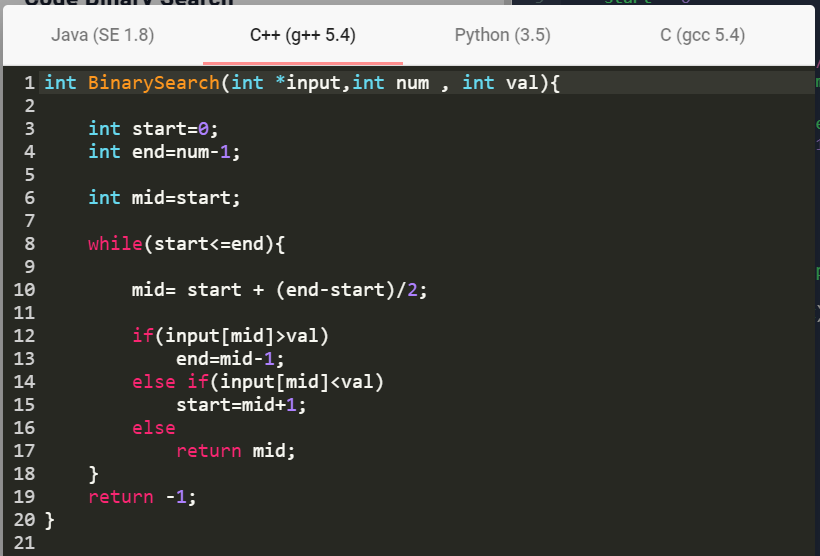 Code Binary Search
Java (SE 1.8) C++ (g++ 5.4) Python (3.5) C (gcc 5.4)
1 int BinarySearch(int *input,int num , int val){
2
3 int start=0;
4 int end=num-1;
5
6 int mid=start;
7
8 while(start<=end){
9
10 mid= start + (end-start)/2;
11
12 if(input[mid]>val)
13 end=mid-1;
14 else if(input[mid]<val)
15 start=mid+1;
16 else
17 return mid;
18 }
19 return -1;
20 }
21